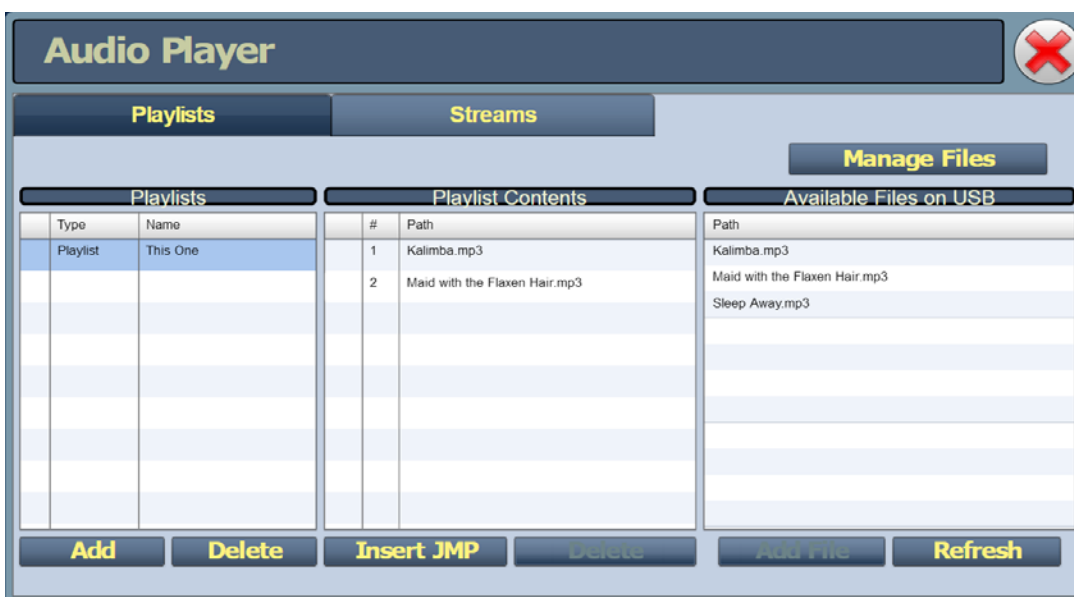 Audio Player
Playlists Streams
Manage Files
Playlists Playlist Contents Available Files on USB
Type Name # Path Path
Playlist This One 1 Kalimba.mp3 Kalimba.mp3
2 Maid with the Flaxen Hair.mp3 Maid with the Flaxen Hair.mp3
Sleep Away.mp3
Add Delete Insert JMP Delete Add File Refresh